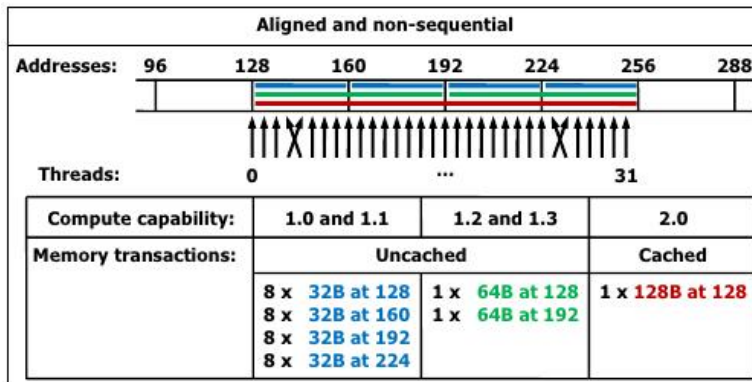 Aligned and non-sequential
Addresses: 96 128 160 192 224 256 288
Threads: 0 ... 31
Compute capability: 1.0 and 1.1 1.2 and 1.3 2.0
Memory transactions: Uncached Cached
8 x 32B at 128 1 x 64B at 128 1 x 128B at 128
8 x 32B at 160 1 x 64B at 192
8 x 32B at 192
8 x 32B at 224